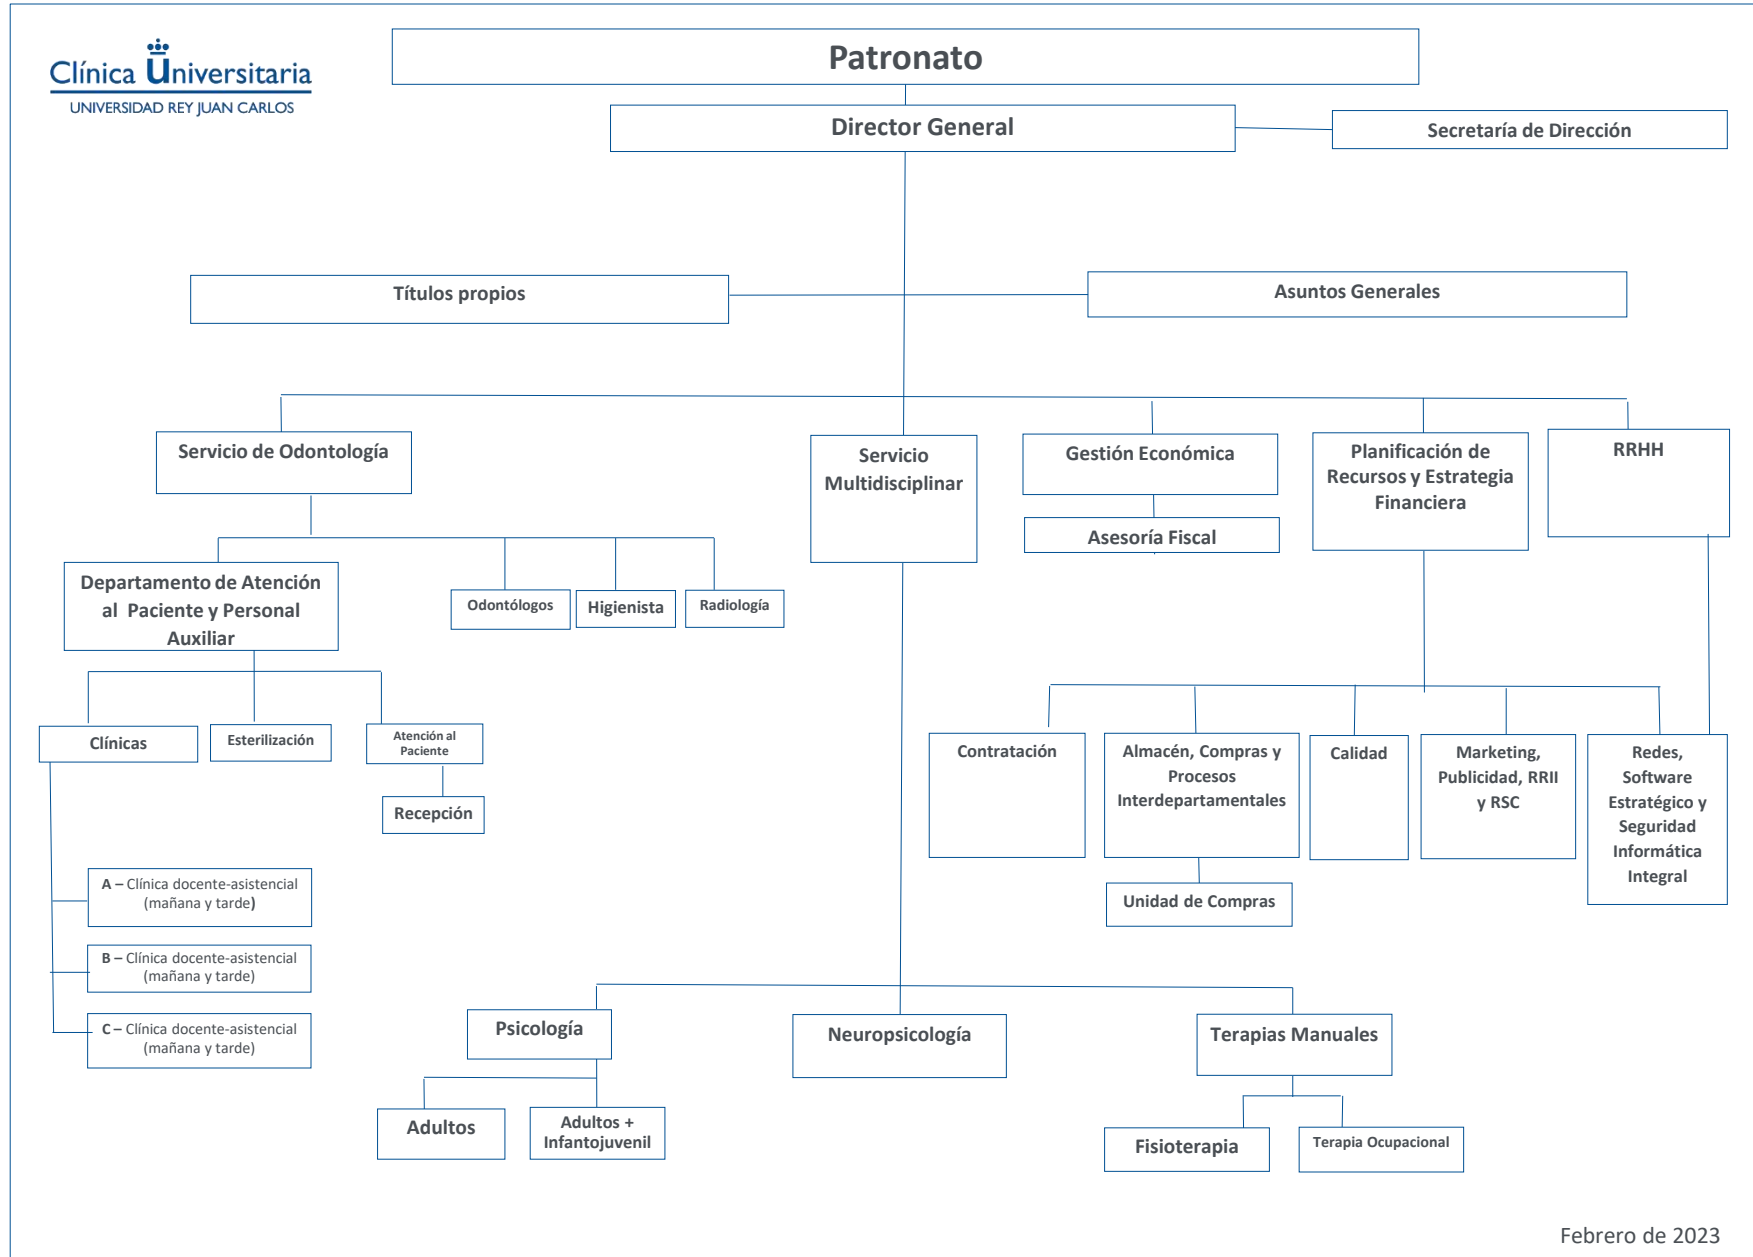 Clínica Universitaria
UNIVERSIDAD REY JUAN CARLOS
Patronato
Director General
Secretaría de Dirección
Títulos propios
Asuntos Generales
Servicio de Odontología
Servicio
Multidisciplinar
Gestión Económica
Planificación de
Recursos y Estrategia
Financiera
RRHH
Asesoría Fiscal
Departamento de Atención
al Paciente y Personal
Auxiliar
Odontólogos
Higienista
Radiología
Clínicas
Esterilización
Atención al
Paciente
Recepción
Contratación
Almacén, Compras y
Procesos
Interdepartamentales
Calidad
Marketing,
Publicidad, RRII
y RSC
Redes,
Software
Estratégico y
Seguridad
Informática
Integral
Unidad de Compras
A – Clínica docente-asistencial
(mañana y tarde)
B – Clínica docente-asistencial
(mañana y tarde)
C – Clínica docente-asistencial
(mañana y tarde)
Psicología
Neuropsicología
Terapias Manuales
Adultos
Adultos +
Infantojuvenil
Fisioterapia
Terapia Ocupacional
Febrero de 2023